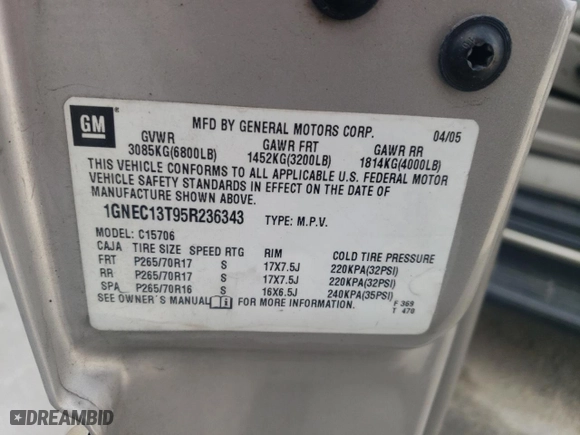 GM
MFD BY GENERAL MOTORS CORP. 04/05
GVWR GAWR FRT GAWR RR
3085KG(6800LB) 1452KG(3200LB) 1814KG(4000LB)
THIS VEHICLE CONFORMS TO ALL APPLICABLE U.S. FEDERAL MOTOR
VEHICLE SAFETY STANDARDS IN EFFECT ON THE DATE OF
MANUFACTURE SHOWN ABOVE.
1GNEC13T95R236343 TYPE: M.P.V.
MODEL: C15706
CAJA TIRE SIZE SPEED RTG RIM COLD TIRE PRESSURE
FRT P265/70R17 S 17X7.5J 220KPA(32PSI)
RR P265/70R17 S 17X7.5J 220KPA(32PSI)
SPA P265/70R16 S 16X6.5J 240KPA(35PSI)
SEE OWNER'S MANUAL i FOR MORE INFORMATION. F 369
T 470
DREAMBID